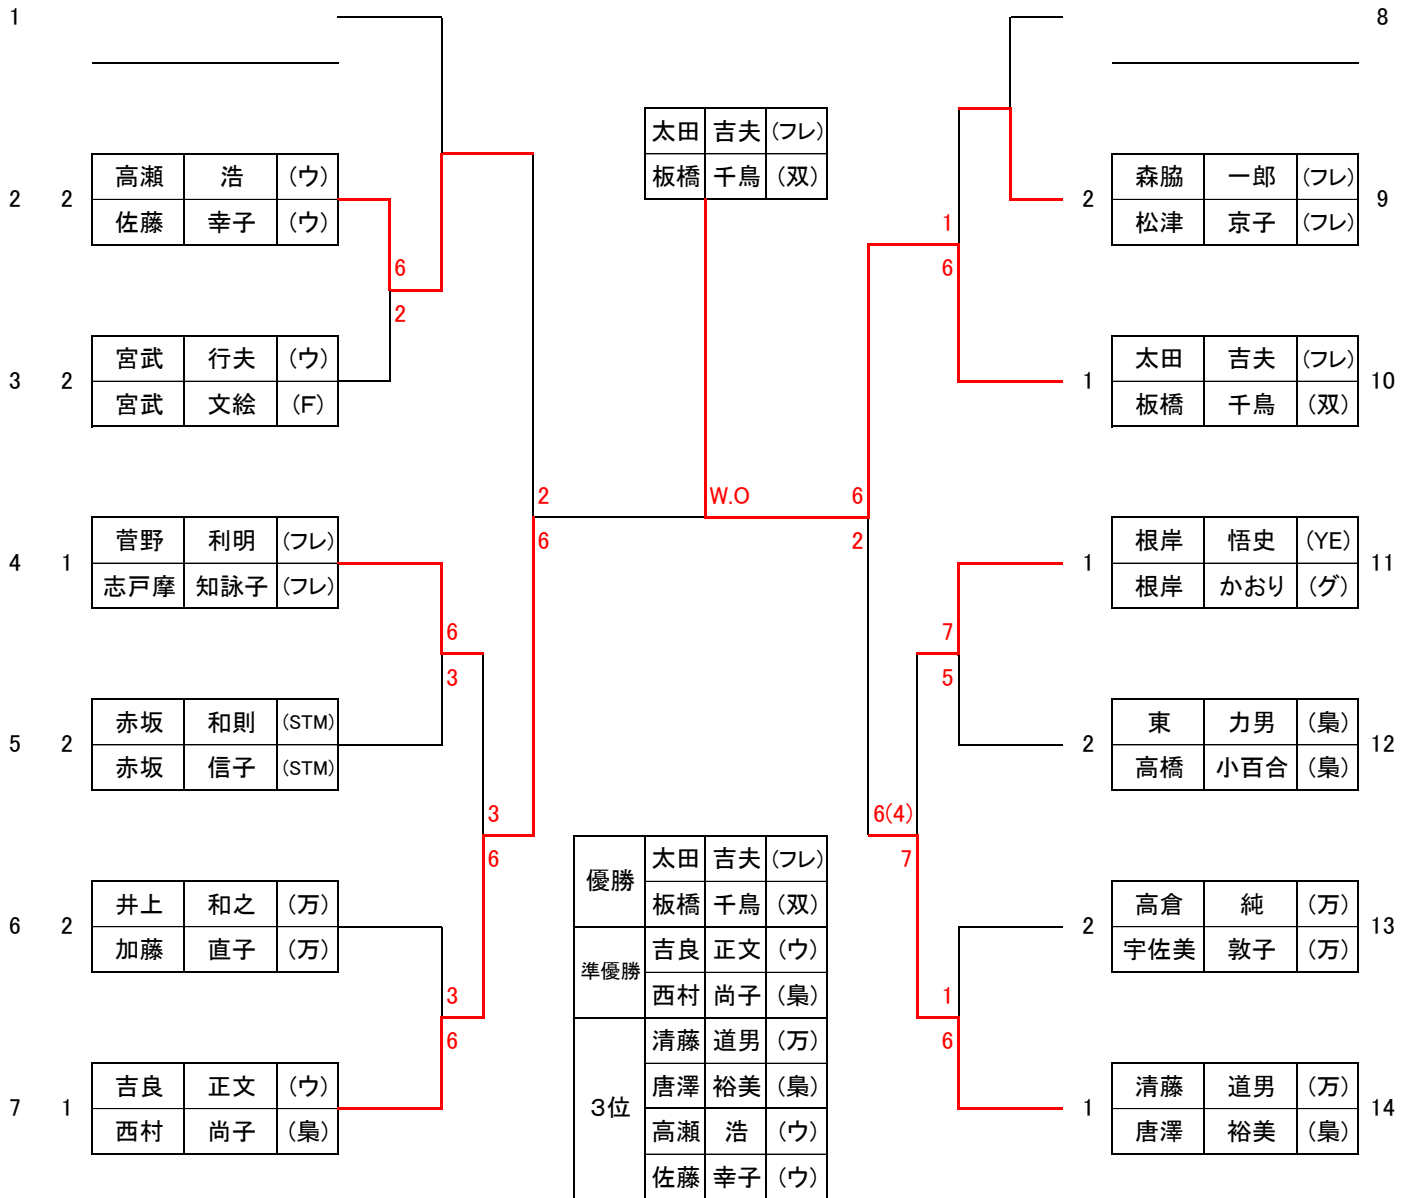 1
8
太田 吉夫 (フレ)
板橋 千鳥 (双)
2 2 高瀬 浩 (ウ)
佐藤 幸子 (ウ)
2 森脇 一郎 (フレ) 9
松津 京子 (フレ)
1
6
6
2
3 2 宮武 行夫 (ウ)
宮武 文絵 (F)
1 太田 吉夫 (フレ) 10
板橋 千鳥 (双)
2
6
W.O
6
2
4 1 菅野 利明 (フレ)
志戸摩 知詠子 (フレ)
1 根岸 悟史 (YE) 11
根岸 かおり (グ)
6
3
7
5
5 2 赤坂 和則 (STM)
赤坂 信子 (STM)
2 東 力男 (梟) 12
高橋 小百合 (梟)
3
6
6(4)
7
6 2 井上 和之 (万)
加藤 直子 (万)
優勝 太田 吉夫 (フレ)
板橋 千鳥 (双)
準優勝 吉良 正文 (ウ)
西村 尚子 (梟)
3位 清藤 道男 (万)
唐澤 裕美 (梟)
高瀬 浩 (ウ)
佐藤 幸子 (ウ)
2 高倉 純 (万) 13
宇佐美 敦子 (万)
3
6
1
6
7 1 吉良 正文 (ウ)
西村 尚子 (梟)
1 清藤 道男 (万) 14
唐澤 裕美 (梟)